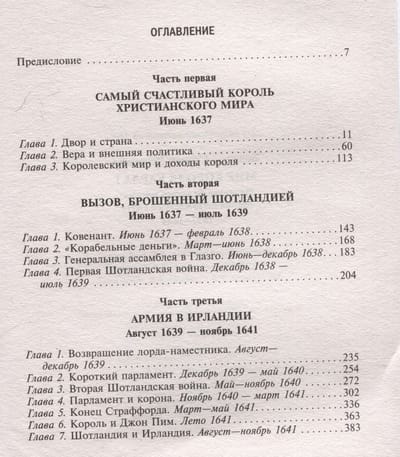 ОГЛАВЛЕНИЕ
Предисловие . . . . . . . . . . . . . . . . . . . . . . . . . . . . . . . . . . . . . . . . . . . 7
Часть первая
САМЫЙ СЧАСТЛИВЫЙ КОРОЛЬ
ХРИСТИАНСКОГО МИРА
Июнь 1637
Глава 1. Двор и страна . . . . . . . . . . . . . . . . . . . . . . . . . . . . . . . . . 11
Глава 2. Вера и внешняя политика . . . . . . . . . . . . . . . . . . . . . . . 60
Глава 3. Королевский мир и доходы короля . . . . . . . . . . . . . . . 113
Часть вторая
ВЫЗОВ, БРОШЕННЫЙ ШОТЛАНДИЕЙ
Июнь 1637 — июль 1639
Глава 1. Ковенант. Июнь 1637 — февраль 1638 . . . . . . . . . . . . 143
Глава 2. «Корабельные деньги». Март—июнь 1638 . . . . . . . . . 168
Глава 3. Генеральная ассамблея в Глазго. Июнь—декабрь 1638 . . 183
Глава 4. Первая Шотландская война. Декабрь 1638 —
июль 1639 . . . . . . . . . . . . . . . . . . . . . . . . . . . . . . . . . . . . . . 204
Часть третья
АРМИЯ В ИРЛАНДИИ
Август 1639 — ноябрь 1641
Глава 1. Возвращение лорда-наместника. Август—
декабрь 1639 . . . . . . . . . . . . . . . . . . . . . . . . . . . . . . . . . . . 235
Глава 2. Короткий парламент. Декабрь 1639 — май 1640 . . . . 254
Глава 3. Вторая Шотландская война. Май—ноябрь 1640 . . . . . 272
Глава 4. Парламент и корона. Ноябрь 1640 — март 1641 . . . . . 302
Глава 5. Конец Страффорда. Март—май 1641 . . . . . . . . . . . . . 336
Глава 6. Король и Джон Пим. Лето 1641 . . . . . . . . . . . . . . . . . 363
Глава 7. Шотландия и Ирландия. Август—ноябрь 1641 . . . . . . 383